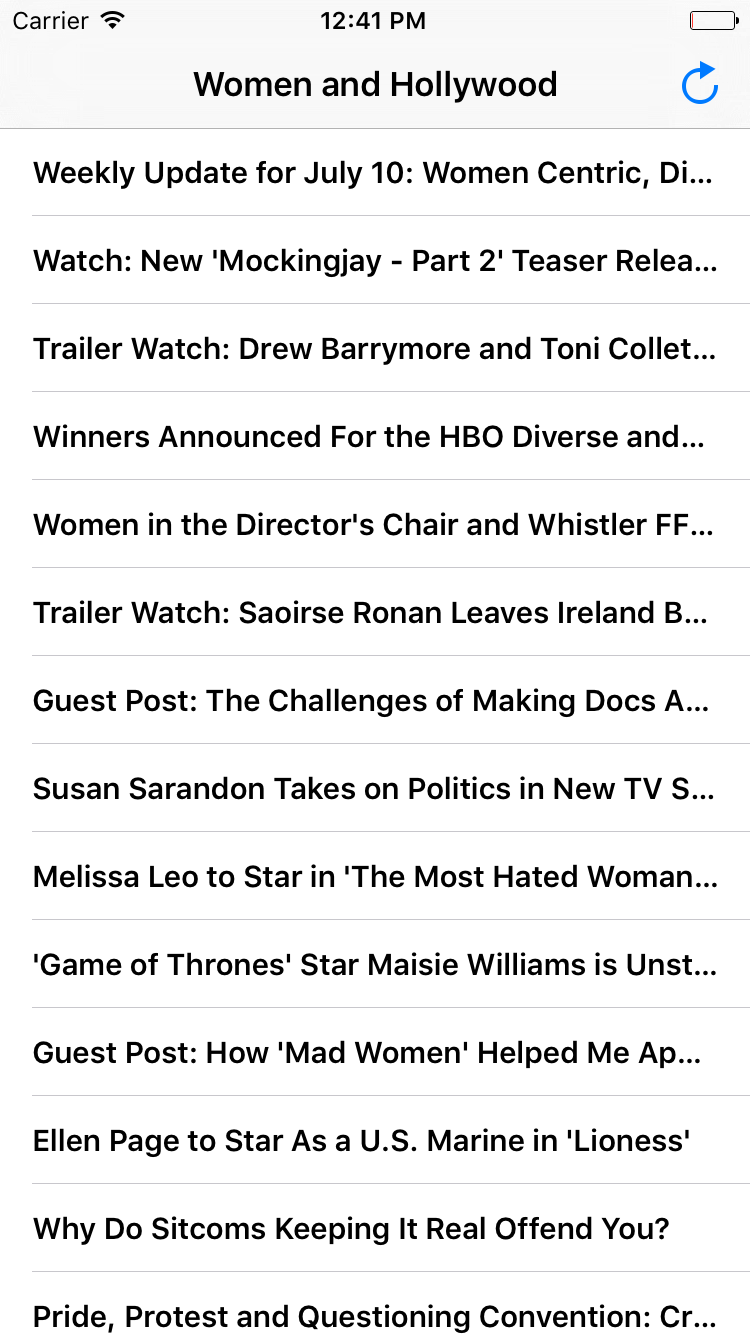 Carrier 12:41 PM
Women and Hollywood
Weekly Update for July 10: Women Centric, Di...
Watch: New 'Mockingjay - Part 2' Teaser Relea...
Trailer Watch: Drew Barrymore and Toni Collet...
Winners Announced For the HBO Diverse and...
Women in the Director's Chair and Whistler FF...
Trailer Watch: Saoirse Ronan Leaves Ireland B...
Guest Post: The Challenges of Making Docs A...
Susan Sarandon Takes on Politics in New TV S...
Melissa Leo to Star in 'The Most Hated Woman...
'Game of Thrones' Star Maisie Williams is Unst...
Guest Post: How 'Mad Women' Helped Me Ap...
Ellen Page to Star As a U.S. Marine in 'Lioness'
Why Do Sitcoms Keeping It Real Offend You?
Pride, Protest and Questioning Convention: Cr...